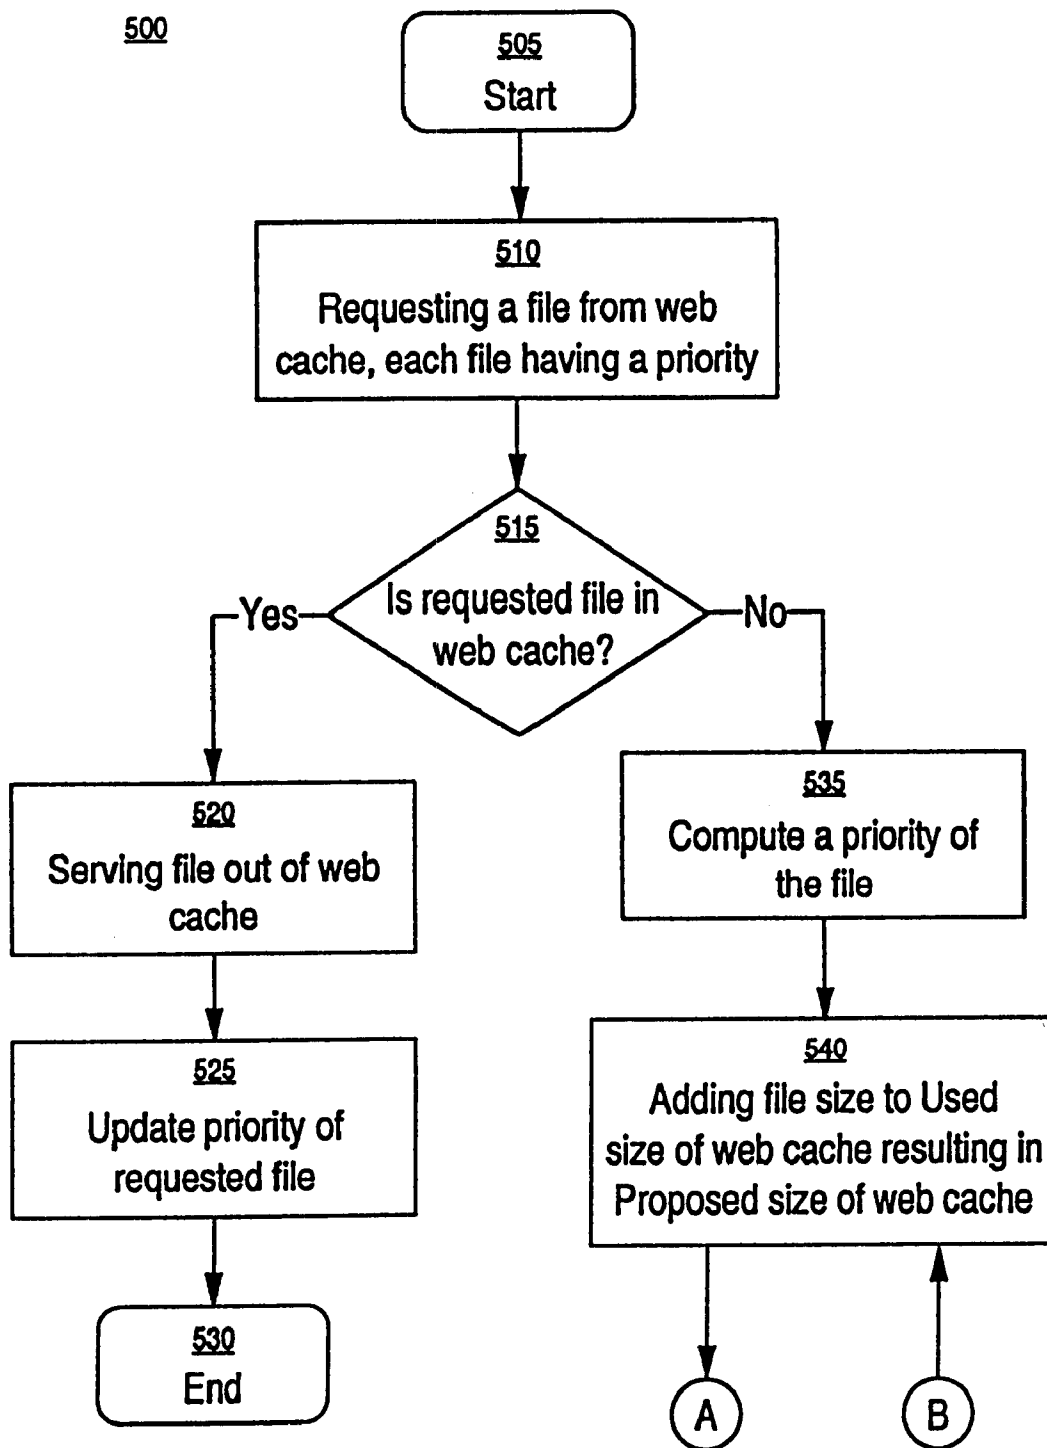 500
505
Start
510
Requesting a file from web
cache, each file having a priority
515
Is requested file in
web cache?
Yes
No
520
Serving file out of web
cache
535
Compute a priority of
the file
525
Update priority of
requested file
540
Adding file size to Used
size of web cache resulting in
Proposed size of web cache
530
End
A
B